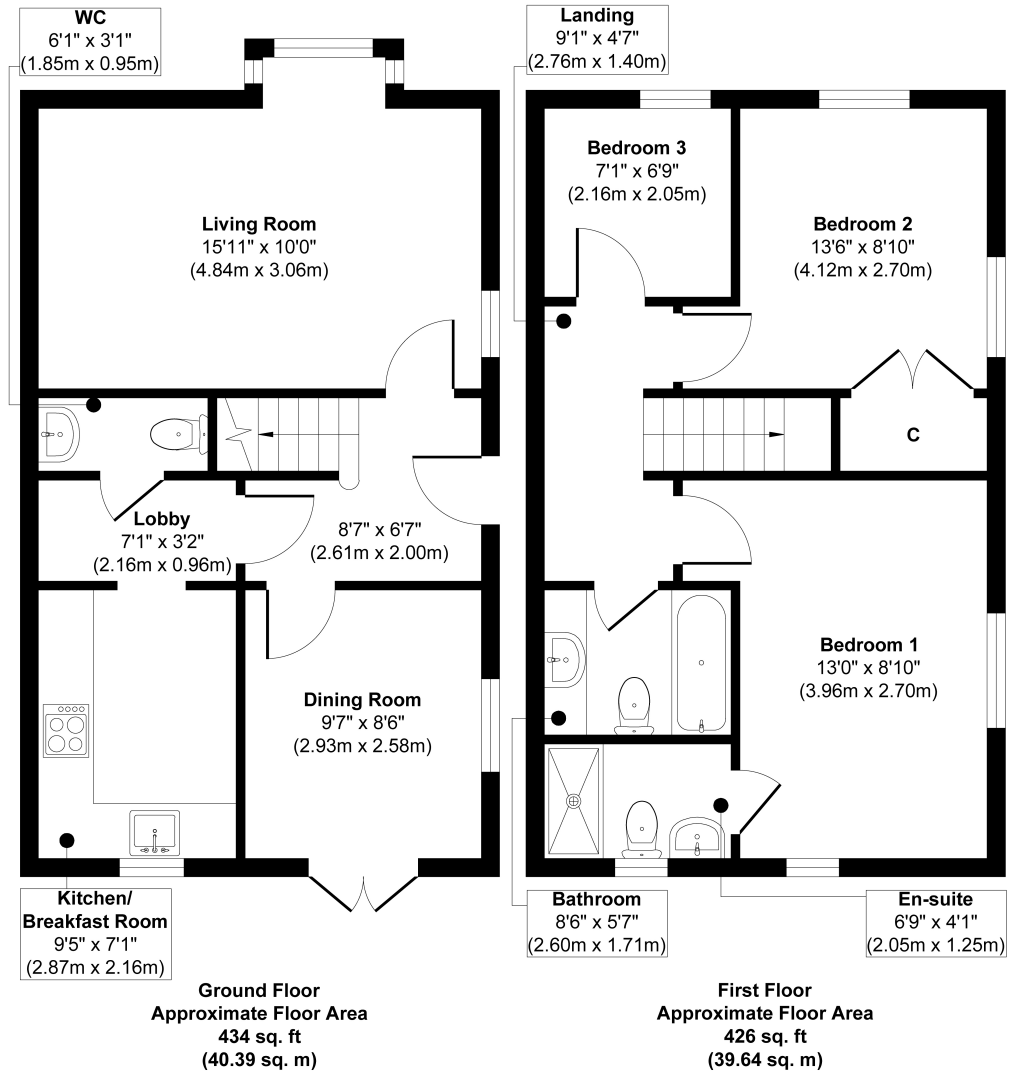 WC
6'1" x 3'1"
(1.85m x 0.95m)
Landing
9'1" x 4'7"
(2.76m x 1.40m)
Living Room
15'11" x 10'0"
(4.84m x 3.06m)
Bedroom 3
7'1" x 6'9"
(2.16m x 2.05m)
Bedroom 2
13'6" x 8'10"
(4.12m x 2.70m)
C
Lobby
7'1" x 3'2"
(2.16m x 0.96m)
8'7" x 6'7"
(2.61m x 2.00m)
Dining Room
9'7" x 8'6"
(2.93m x 2.58m)
Bedroom 1
13'0" x 8'10"
(3.96m x 2.70m)
Kitchen/
Breakfast Room
9'5" x 7'1"
(2.87m x 2.16m)
Bathroom
8'6" x 5'7"
(2.60m x 1.71m)
En-suite
6'9" x 4'1"
(2.05m x 1.25m)
Ground Floor
Approximate Floor Area
434 sq. ft
(40.39 sq. m)
First Floor
Approximate Floor Area
426 sq. ft
(39.64 sq. m)